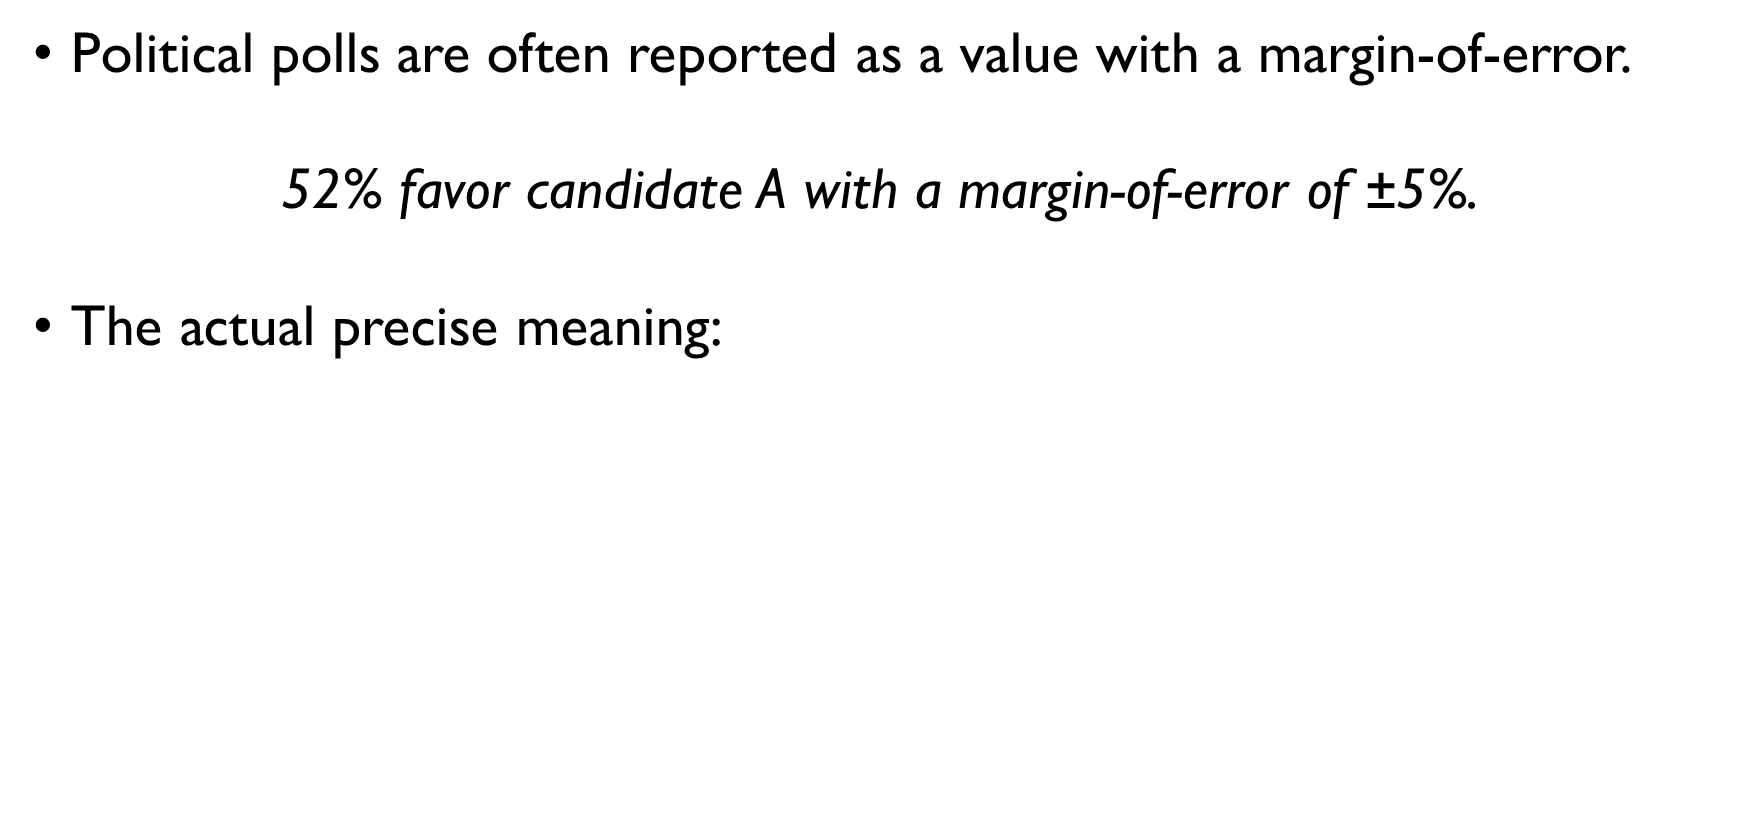 • Political polls are often reported as a value with a margin-of-error.
52% favor candidate A with a margin-of-error of ±5%.
• The actual precise meaning: